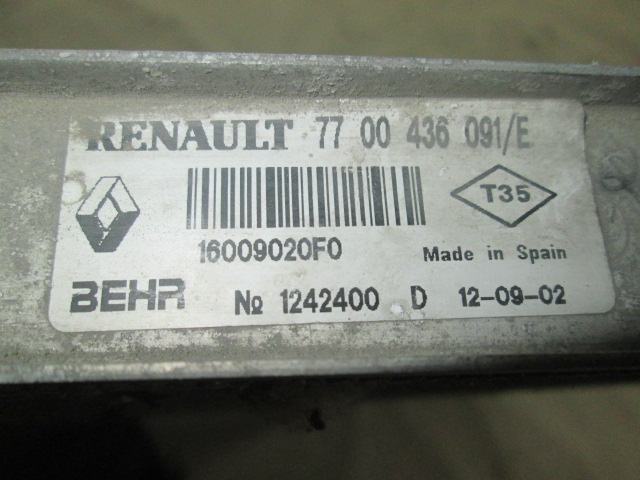 RENAULT 77 00 436 091/E
T35
16009020F0
Made in Spain
BEHR № 1242400 D 12-09-02